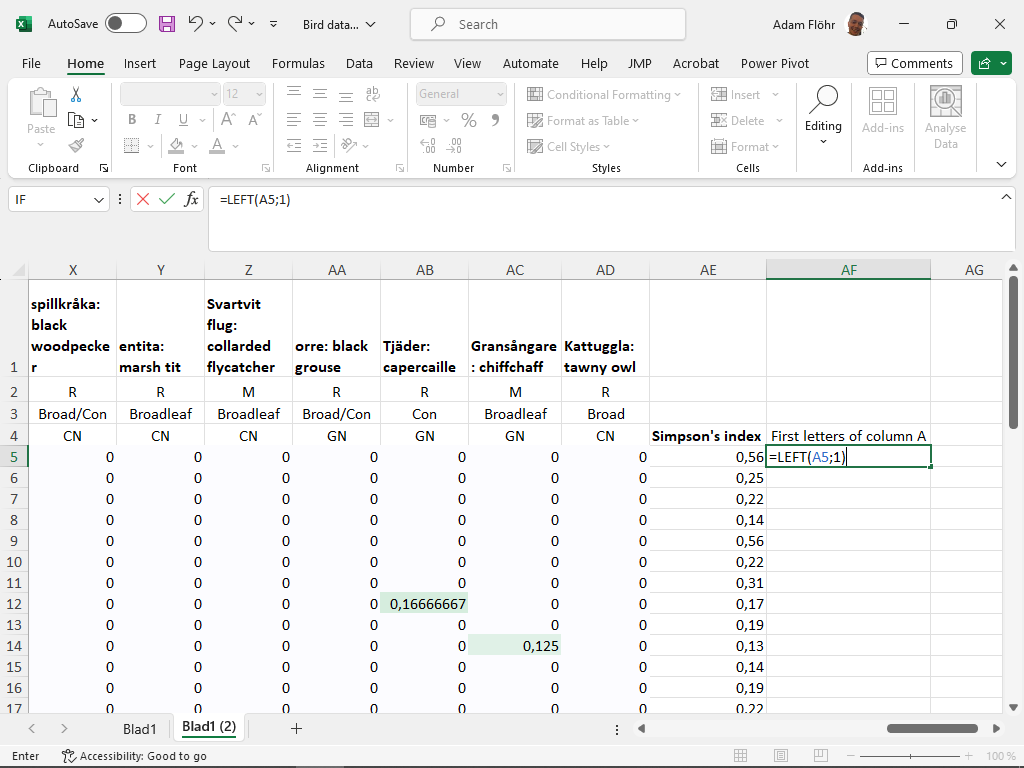 AutoSave Bird data... Search Adam Flöhr
File Home Insert Page Layout Formulas Data Review View Automate Help JMP Acrobat Power Pivot Comments
Paste 12 General Conditional Formatting Insert Editing Add-ins Analyse
B I U A A ab c % Format as Table Delete Data
A Cell Styles Format
Clipboard Font Alignment Number Styles Cells Add-ins
IF fx =LEFT(A5;1)
X Y Z AA AB AC AD AE AF AG
spillkråka: Svartvit
black flug:
woodpecke entita: collarded orre: black Tjäder: Gransångare Kattuggla:
1 r marsh tit flycatcher grouse capercaille : chiffchaff tawny owl
2 R R M R R M R
3 Broad/Con Broadleaf Broadleaf Broad/Con Con Broadleaf Broad
4 CN CN CN GN GN GN CN Simpson's index First letters of column A
5 0 0 0 0 0 0 0 0,56 =LEFT(A5;1)
6 0 0 0 0 0 0 0 0,25
7 0 0 0 0 0 0 0 0,22
8 0 0 0 0 0 0 0 0,14
9 0 0 0 0 0 0 0 0,56
10 0 0 0 0 0 0 0 0,22
11 0 0 0 0 0 0 0 0,31
12 0 0 0 0 0,16666667 0 0 0,17
13 0 0 0 0 0 0 0 0,19
14 0 0 0 0 0 0,125 0 0,13
15 0 0 0 0 0 0 0 0,14
16 0 0 0 0 0 0 0 0,19
17 0 0 0 0 0 0 0 0,22
Blad1 Blad1 (2)
Enter Accessibility: Good to go 100 %